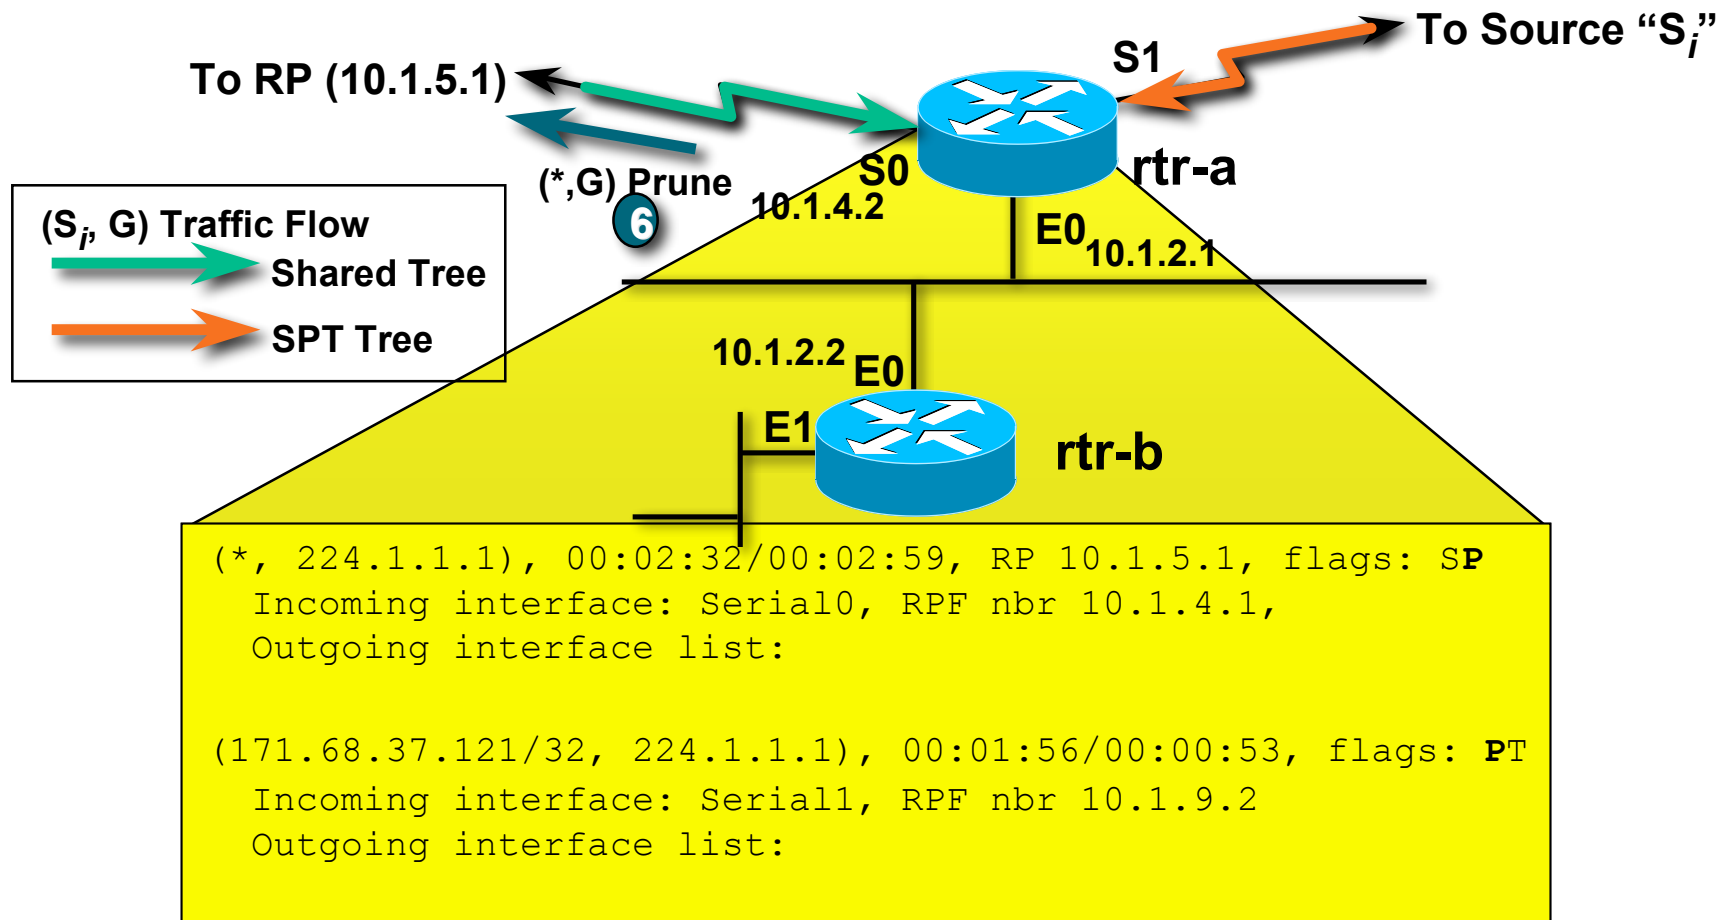 To Source “Si”
S1
To RP (10.1.5.1)
rtr-a
S0
(*,G) Prune
6
10.1.4.2
E0
10.1.2.1
(Si, G) Traffic Flow
Shared Tree
SPT Tree
10.1.2.2
E0
E1
rtr-b
(*, 224.1.1.1), 00:02:32/00:02:59, RP 10.1.5.1, flags: SP
Incoming interface: Serial0, RPF nbr 10.1.4.1,
Outgoing interface list:
(171.68.37.121/32, 224.1.1.1), 00:01:56/00:00:53, flags: PT
Incoming interface: Serial1, RPF nbr 10.1.9.2
Outgoing interface list: